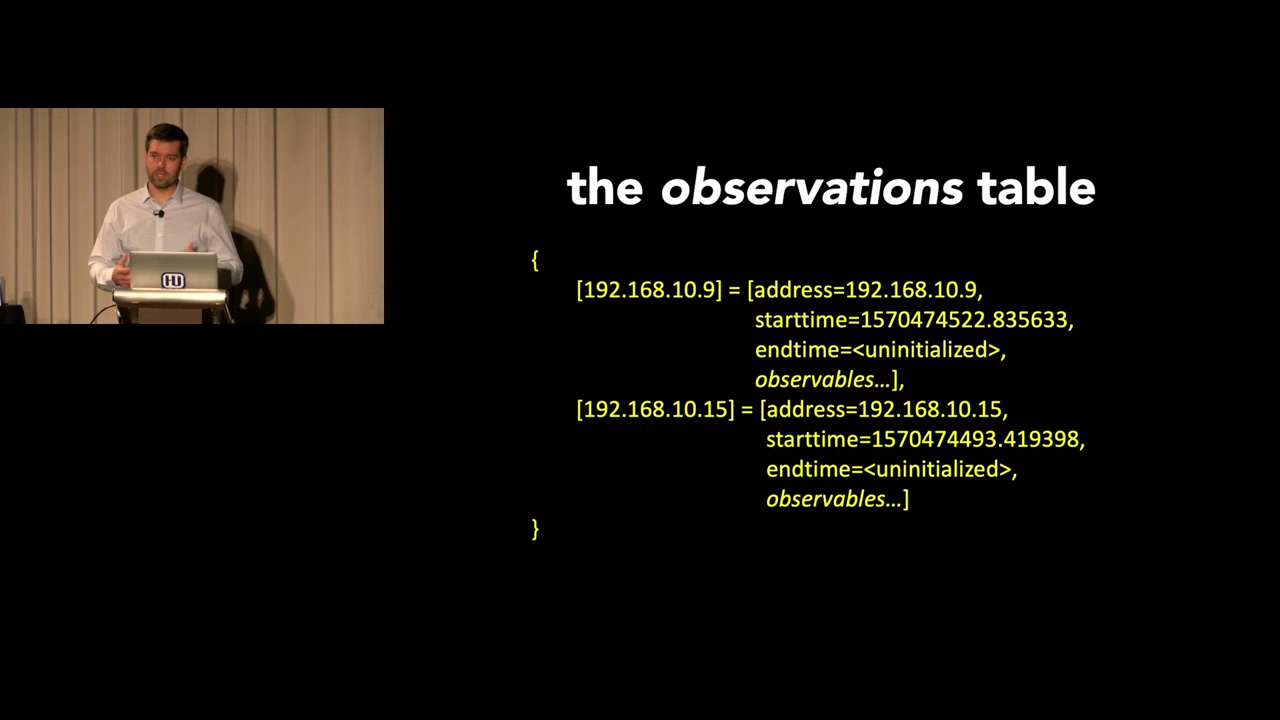 the observations table
{
[192.168.10.9] = [address=192.168.10.9,
starttime=1570474522.835633,
endtime=<uninitialized>,
observables...],
[192.168.10.15] = [address=192.168.10.15,
starttime=1570474493.419398,
endtime=<uninitialized>,
observables...]
}